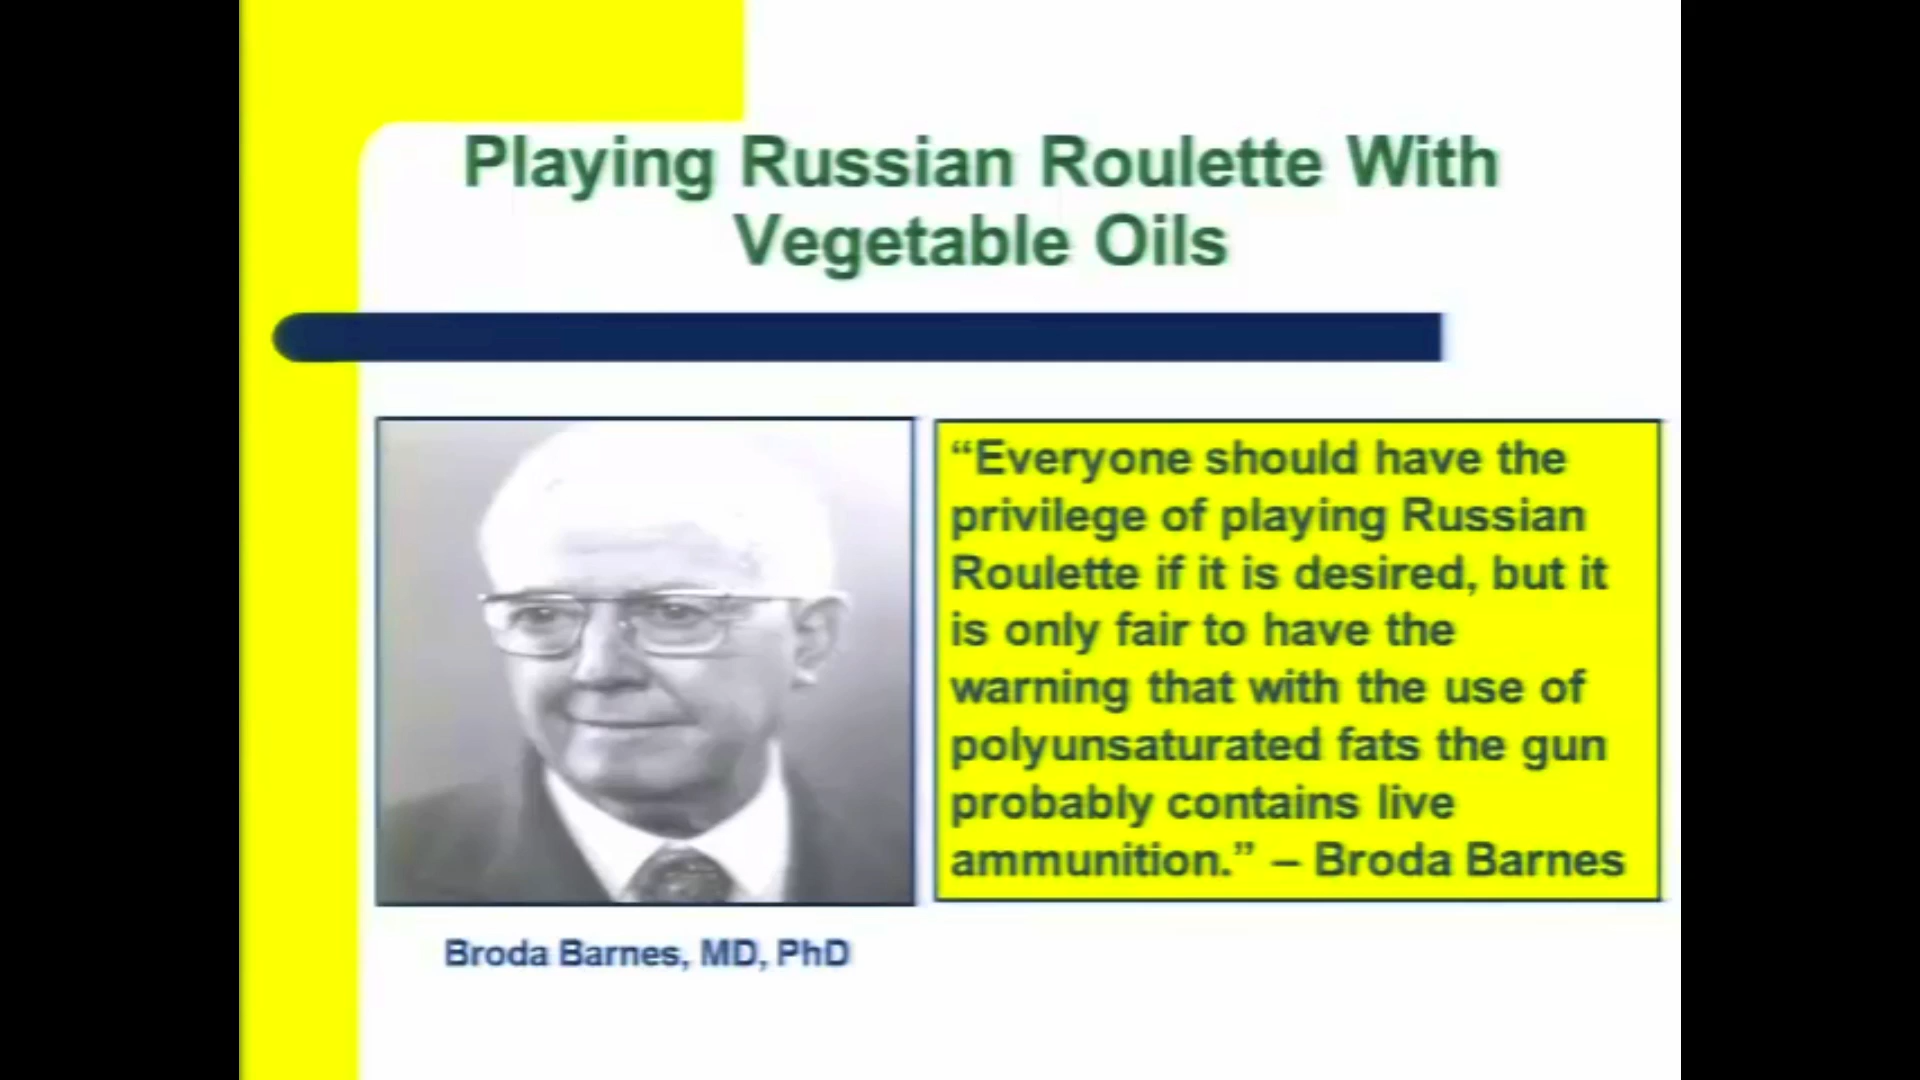 Playing Russian Roulette With
Vegetable Oils
“Everyone should have the
privilege of playing Russian
Roulette if it is desired, but it
is only fair to have the
warning that with the use of
polyunsaturated fats the gun
probably contains live
ammunition.” – Broda Barnes
Broda Barnes, MD, PhD